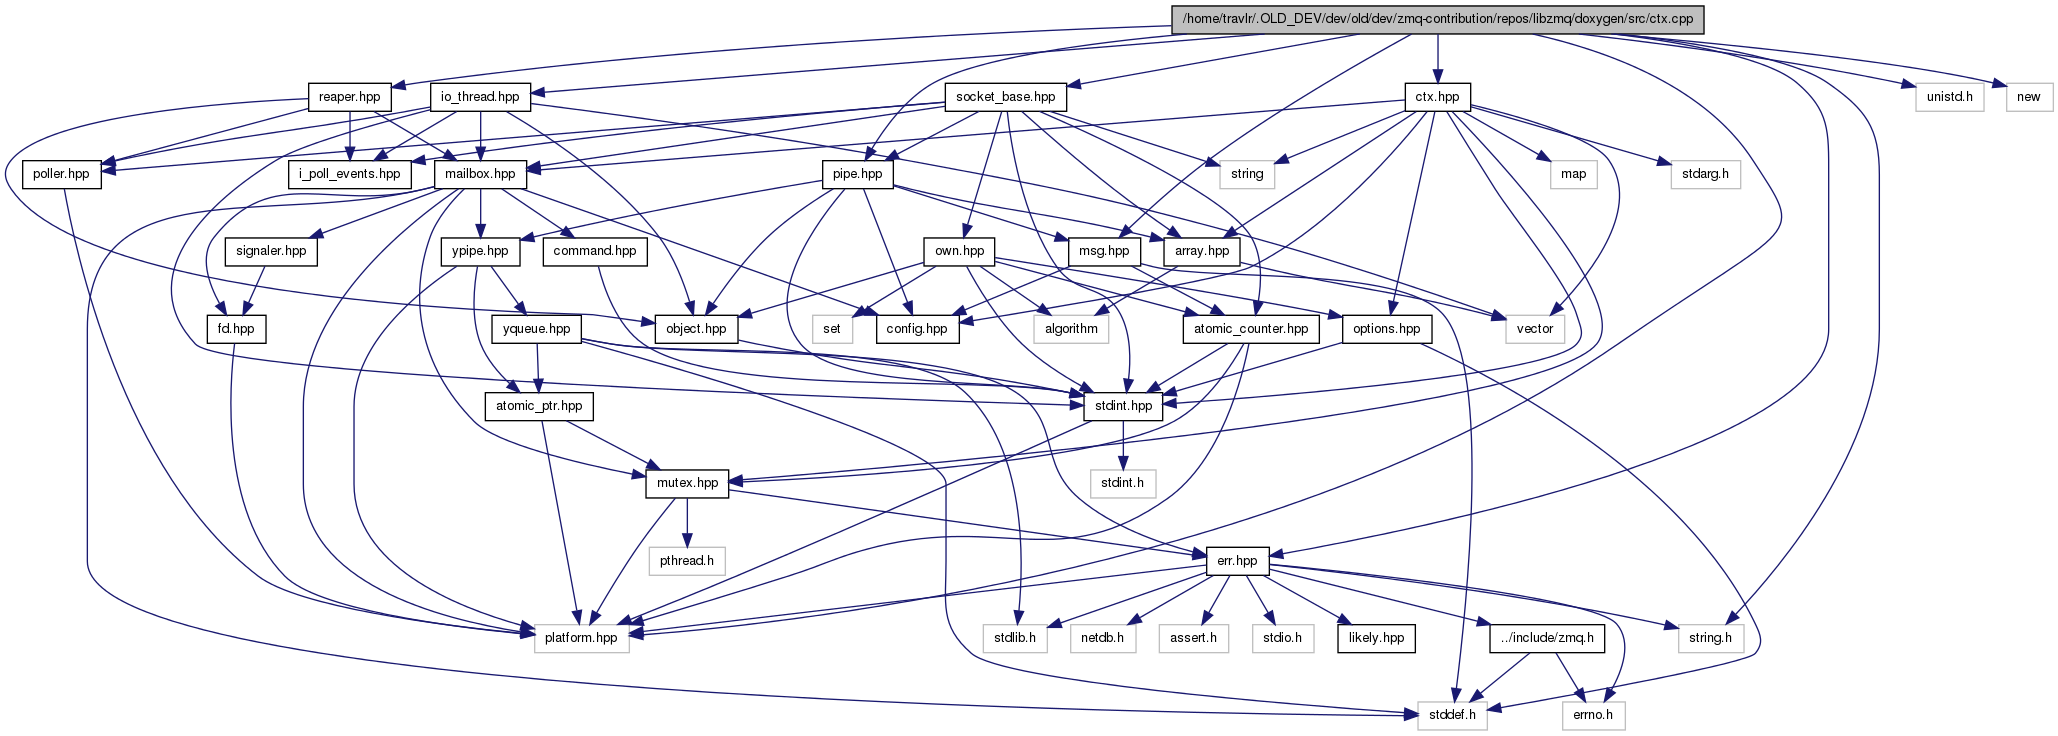 /home/travlr/.OLD_DEV/dev/old/dev/zmq-contribution/repos/libzmq/doxygen/src/ctx.cpp
reaper.hpp
io_thread.hpp
socket_base.hpp
ctx.hpp
unistd.h
new
poller.hpp
i_poll_events.hpp
mailbox.hpp
pipe.hpp
string
map
stdarg.h
signaler.hpp
ypipe.hpp
command.hpp
own.hpp
msg.hpp
array.hpp
fd.hpp
yqueue.hpp
object.hpp
set
config.hpp
algorithm
atomic_counter.hpp
options.hpp
vector
atomic_ptr.hpp
stdint.hpp
mutex.hpp
stdint.h
pthread.h
err.hpp
platform.hpp
stdlib.h
netdb.h
assert.h
stdio.h
likely.hpp
../include/zmq.h
string.h
stddef.h
errno.h